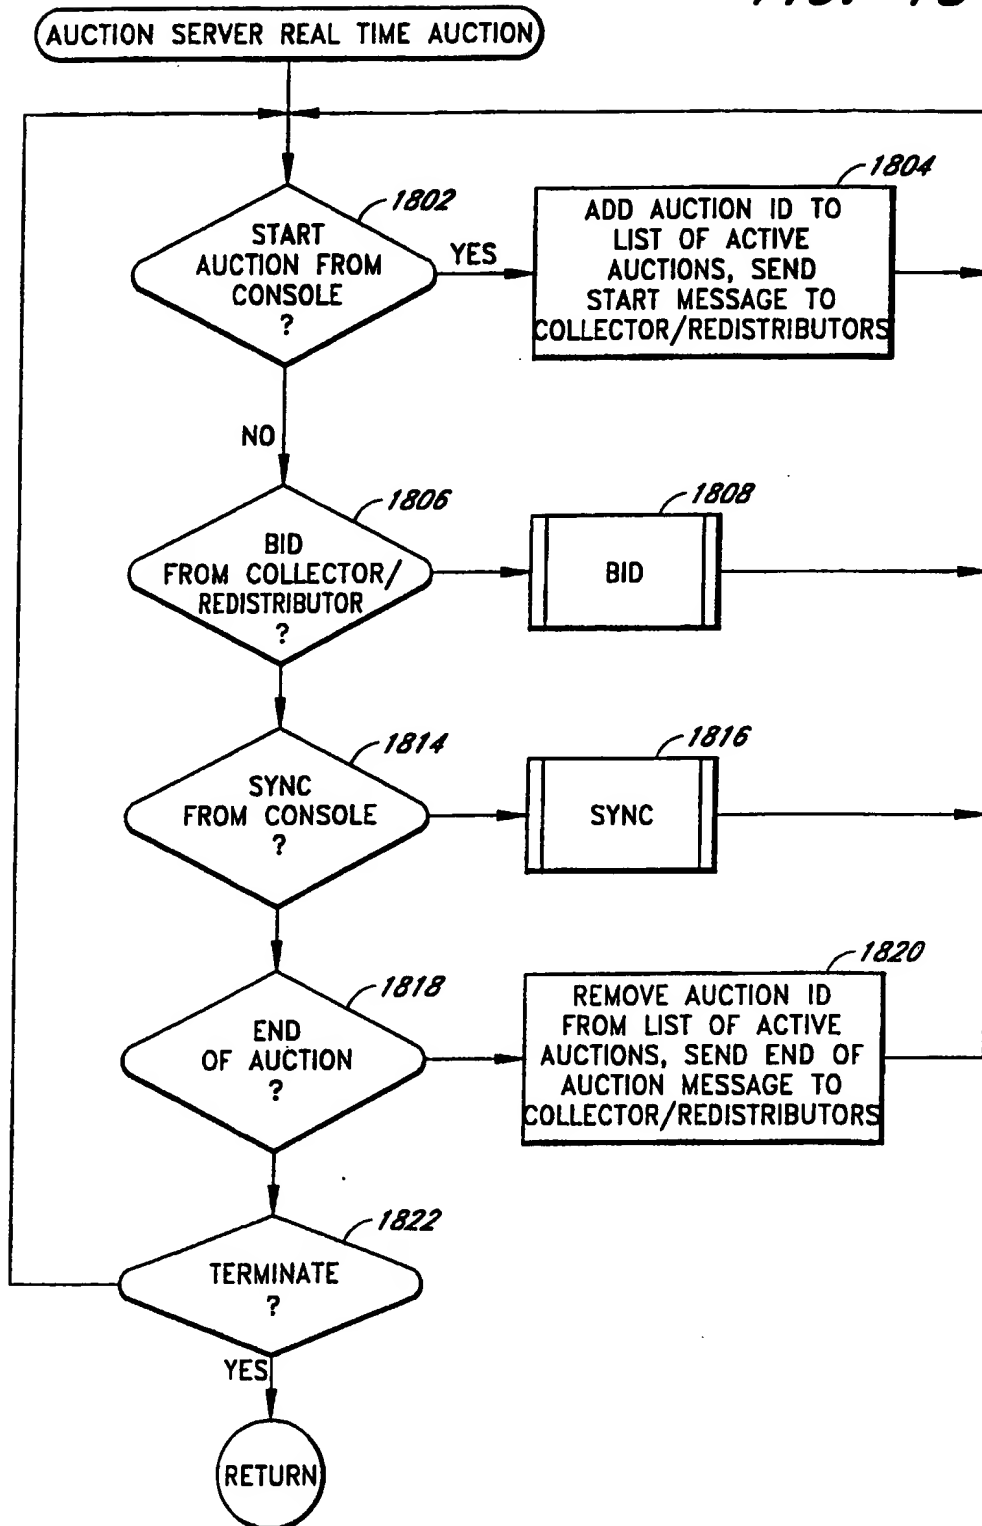 AUCTION SERVER REAL TIME AUCTION
1802
START
AUCTION FROM
CONSOLE
?
YES
1804
ADD AUCTION ID TO
LIST OF ACTIVE
AUCTIONS, SEND
START MESSAGE TO
COLLECTOR/REDISTRIBUTORS
NO
1806
BID
FROM COLLECTOR/
REDISTRIBUTOR
?
1808
BID
1814
SYNC
FROM CONSOLE
?
1816
SYNC
1818
END
OF AUCTION
?
1820
REMOVE AUCTION ID
FROM LIST OF ACTIVE
AUCTIONS, SEND END OF
AUCTION MESSAGE TO
COLLECTOR/REDISTRIBUTORS
1822
TERMINATE
?
YES
RETURN